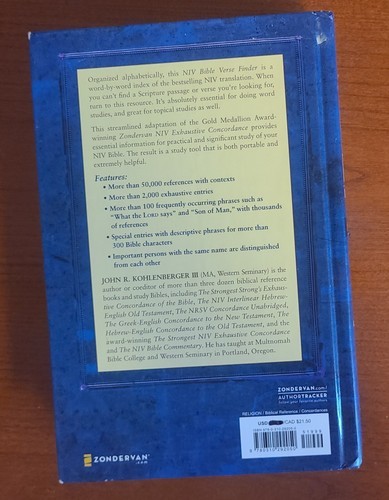 Organized alphabetically, this NIV Bible Verse Finder is a
word-by-word index of the bestselling NIV translation. When
you can't find a Scripture passage or verse you're looking for,
turn to this resource. It's absolutely essential for doing word
studies, and great for topical studies as well.
This streamlined adaptation of the Gold Medallion Award-
winning Zondervan NIV Exhaustive Concordance provides
essential information for practical and significant study of your
NIV Bible. The result is a study tool that is both portable and
extremely helpful.
Features:
• More than 30,000 references with contexts
• More than 2,000 exhaustive entries
• More than 100 frequently occurring phrases such as
"What the LORD says" and "Son of Man," with thousands
of references
• Special entries with descriptive phrases for more than
300 Bible characters
• Important persons with the same name are distinguished
from each other
JOHN R. KOHLENBERGER III (MA, Western Seminary) is the
author or coeditor of more than three dozen biblical reference
books and study Bibles, including The Strongest Strong's Exhaus-
tive Concordance of the Bible, The NIV Interlinear Hebrew-
English Old Testament, The NRSV Concordance Unabridged,
The Greek-English Concordance to the New Testament, The
Hebrew-English Concordance to the Old Testament, and the
award-winning The Strongest NIV Exhaustive Concordance
and The NIV Bible Commentary. He has taught at Multnomah
Bible College and Western Seminary in Portland, Oregon.
ZONDERVAN.com/
AUTHORTRACKER
follow your favorite authors
RELIGION / Biblical Reference / Concordances
USD CAD $21.00
ZONDERVAN
.com